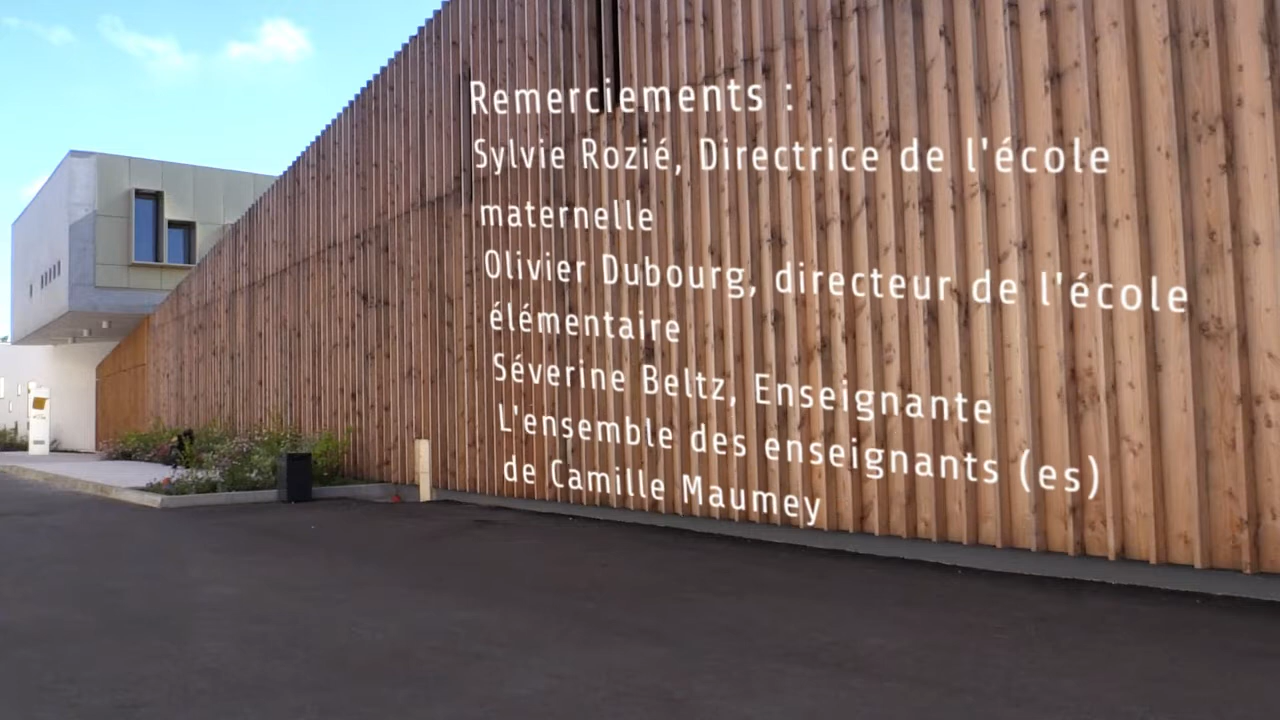 Remerciements :
Sylvie Rozié, Directrice de l'école
maternelle
Olivier Dubourg, directeur de l'école
élémentaire
Séverine Beltz, Enseignante
L'ensemble des enseignants (es)
de Camille Maumey